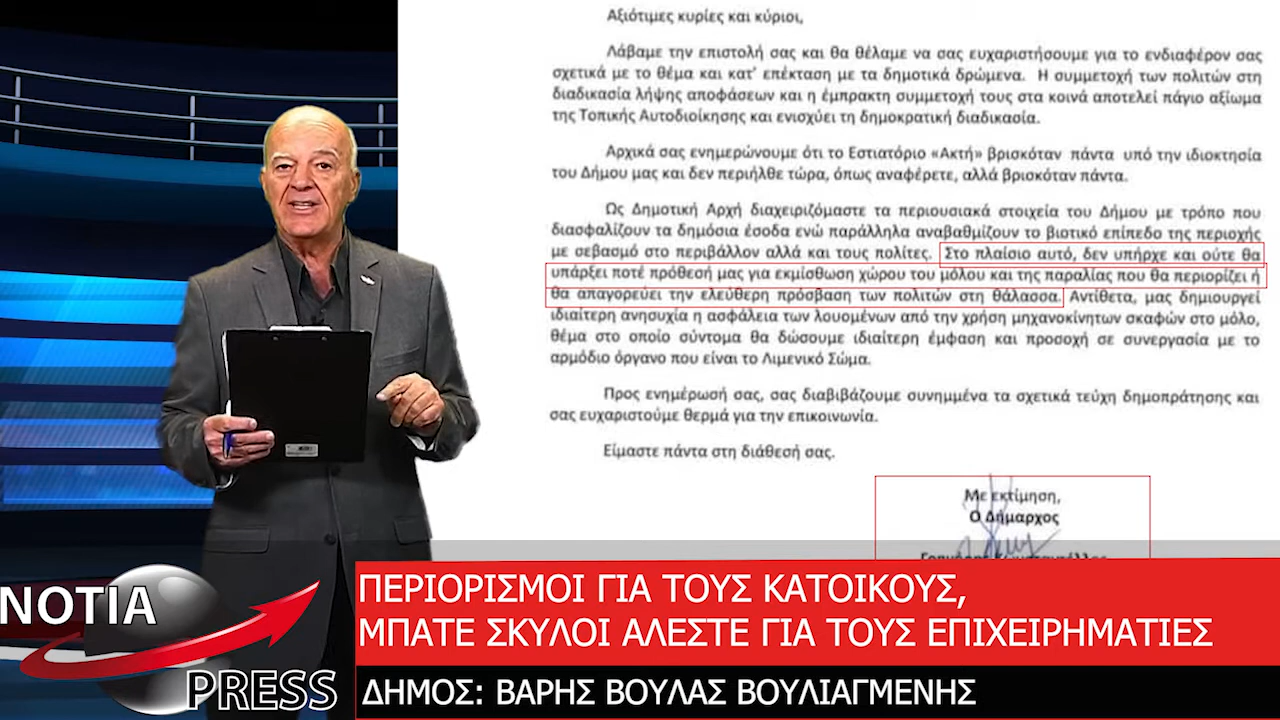 Αξιότιμες κυρίες και κύριοι,
Λάβαμε την επιστολή σας και θα θέλαμε να σας ευχαριστήσουμε για το ενδιαφέρον σας
σχετικά με το θέμα και κατ' επέκταση με τα δημοτικά δρώμενα. Η συμμετοχή των πολιτών στη
διαδικασία λήψης αποφάσεων και η έμπρακτη συμμετοχή τους στα κοινά αποτελεί πάγιο αξίωμα
της Τοπικής Αυτοδιοίκησης και ενισχύει τη δημοκρατική διαδικασία.
Αρχικά σας ενημερώνουμε ότι το Εστιατόριο «Ακτή» βρισκόταν πάντα υπό την ιδιοκτησία
του Δήμου μας και δεν περιήλθε τώρα, όπως αναφέρετε, αλλά βρισκόταν πάντα.
Ως Δημοτική Αρχή διαχειριζόμαστε τα περιουσιακά στοιχεία του Δήμου με τρόπο που
διασφαλίζουν τα δημόσια έσοδα ενώ παράλληλα αναβαθμίζουν το βιοτικό επίπεδο της περιοχής
με σεβασμό στο περιβάλλον αλλά και τους πολίτες. Στο πλαίσιο αυτό, δεν υπήρχε και ούτε θα
υπάρξει ποτέ πρόθεσή μας για εκμίσθωση χώρου του μόλου και της παραλίας που θα περιορίζει ή
θα απαγορεύει την ελεύθερη πρόσβαση των πολιτών στη θάλασσα. Αντίθετα, μας δημιουργεί
ιδιαίτερη ανησυχία η ασφάλεια των λουομένων από την χρήση μηχανοκίνητων σκαφών στο μόλο,
θέμα στο οποίο σύντομα θα δώσουμε ιδιαίτερη έμφαση και προσοχή σε συνεργασία με το
αρμόδιο όργανο που είναι το Λιμενικό Σώμα.
Προς ενημέρωσή σας, σας διαβιβάζουμε συνημμένα τα σχετικά τεύχη δημοπράτησης και
σας ευχαριστούμε θερμά για την επικοινωνία.
Είμαστε πάντα στη διάθεσή σας.
Με εκτίμηση,
Ο Δήμαρχος
NOTIA
PRESS
ΠΕΡΙΟΡΙΣΜΟΙ ΓΙΑ ΤΟΥΣ ΚΑΤΟΙΚΟΥΣ,
ΜΠΑΤΕ ΣΚΥΛΟΙ ΑΛΕΣΤΕ ΓΙΑ ΤΟΥΣ ΕΠΙΧΕΙΡΗΜΑΤΙΕΣ
ΔΗΜΟΣ: ΒΑΡΗΣ ΒΟΥΛΑΣ ΒΟΥΛΙΑΓΜΕΝΗΣ